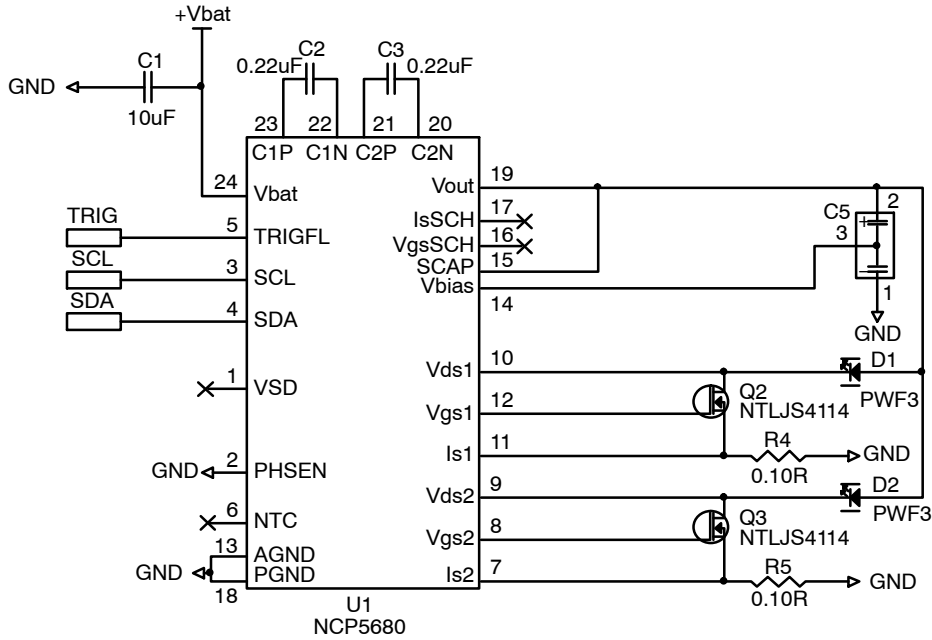 +Vbat
C1
GND
10uF
C2
0.22uF
C3
0.22uF
23
22
21
20
C1P
C1N
C2P
C2N
24
Vbat
TRIG
5
TRIGFL
SCL
3
SCL
SDA
4
SDA
1
VSD
GND
2
PHSEN
6
NTC
13
AGND
GND
PGND
18
Vout
19
IsSCH
17
VgsSCH
16
SCAP
15
Vbias
14
C5
2
3
+
–
1
GND
Vds1
10
D1
PWF3
Q2
NTLJS4114
Vgs1
12
Is1
11
R4
GND
0.10R
Vds2
9
D2
PWF3
Q3
NTLJS4114
Vgs2
8
Is2
7
R5
GND
0.10R
U1
NCP5680